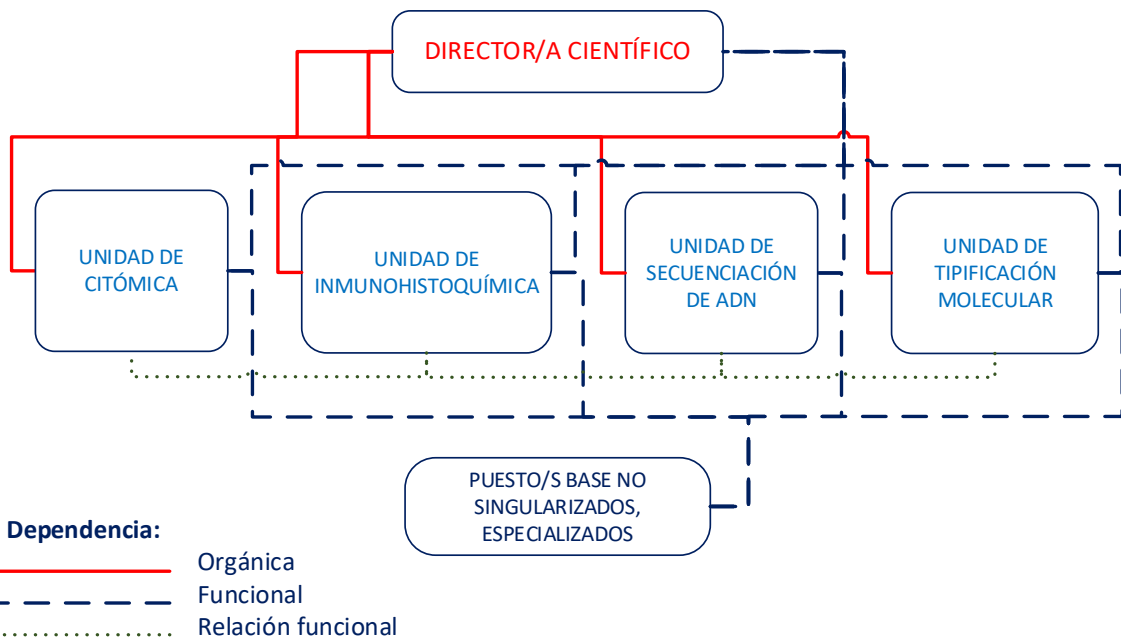 DIRECTOR/A CIENTÍFICO
UNIDAD DE
CITÓMICA
UNIDAD DE
INMUNOHISTOQUÍMICA
UNIDAD DE
SECUENCIACIÓN
DE ADN
UNIDAD DE
TIPIFICACIÓN
MOLECULAR
PUESTO/S BASE NO
SINGULARIZADOS,
ESPECIALIZADOS
Dependencia:
Orgánica
Funcional
Relación funcional